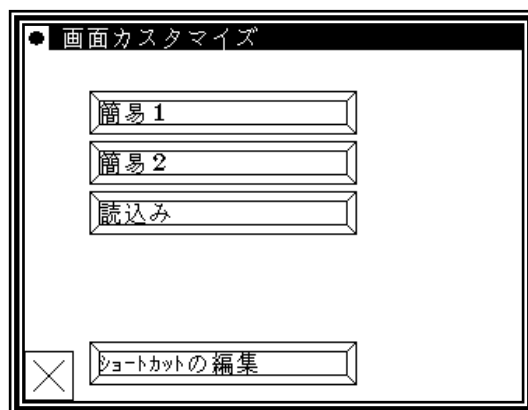 画面カスタマイズ
簡易1
簡易2
読込み
ｼｮｰﾄｶｯﾄの編集